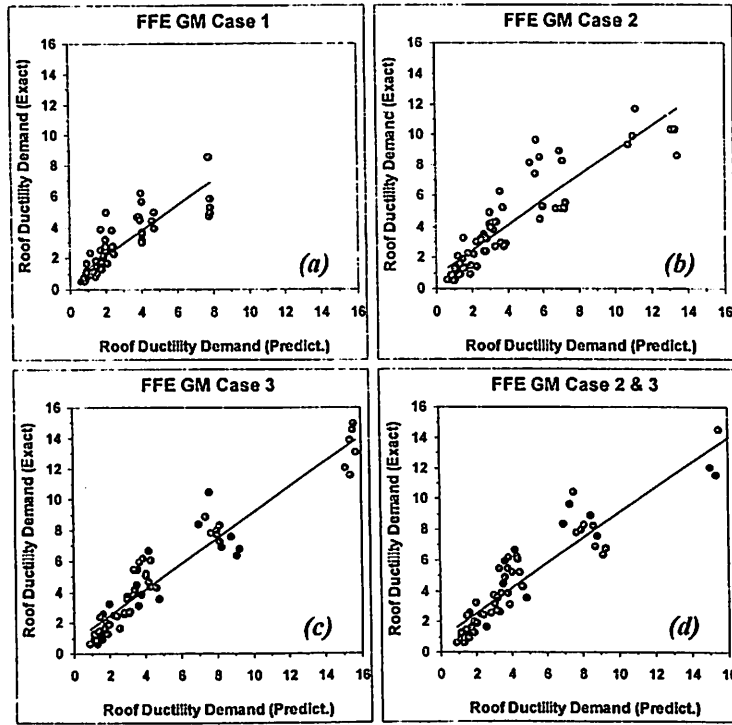 FFE GM Case 1
Roof Ductility Demand (Exact)
16
14
12
10
8
6
4
2
0
(a)
0 2 4 6 8 10 12 14 16
Roof Ductility Demand (Predict.)
FFE GM Case 2
Roof Ductility Demand (Exact)
16
14
12
10
8
6
4
2
0
(b)
0 2 4 6 8 10 12 14 16
Roof Ductility Demand (Predict.)
FFE GM Case 3
Roof Ductility Demand (Exact)
16
14
12
10
8
6
4
2
0
(c)
0 2 4 6 8 10 12 14 16
Roof Ductility Demand (Predict.)
FFE GM Case 2 & 3
Roof Ductility Demand (Exact)
16
14
12
10
8
6
4
2
0
(d)
0 2 4 6 8 10 12 14 16
Roof Ductility Demand (Predict.)